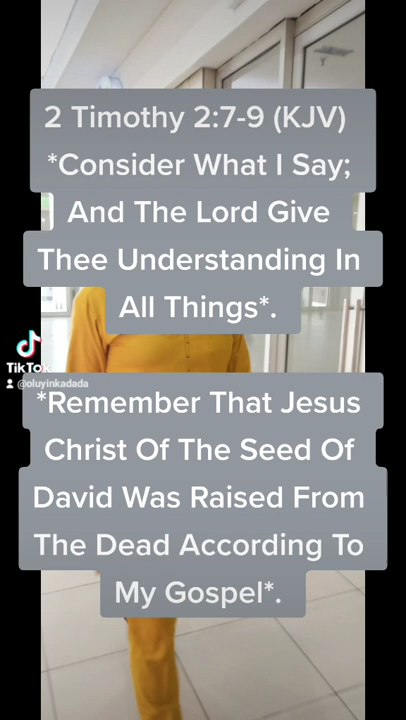 2 Timothy 2:7-9 (KJV)
*Consider What I Say;
And The Lord Give
Thee Understanding In
All Things*.
TikTok
@oluyinkadada
*Remember That Jesus
Christ Of The Seed Of
David Was Raised From
The Dead According To
My Gospel*.